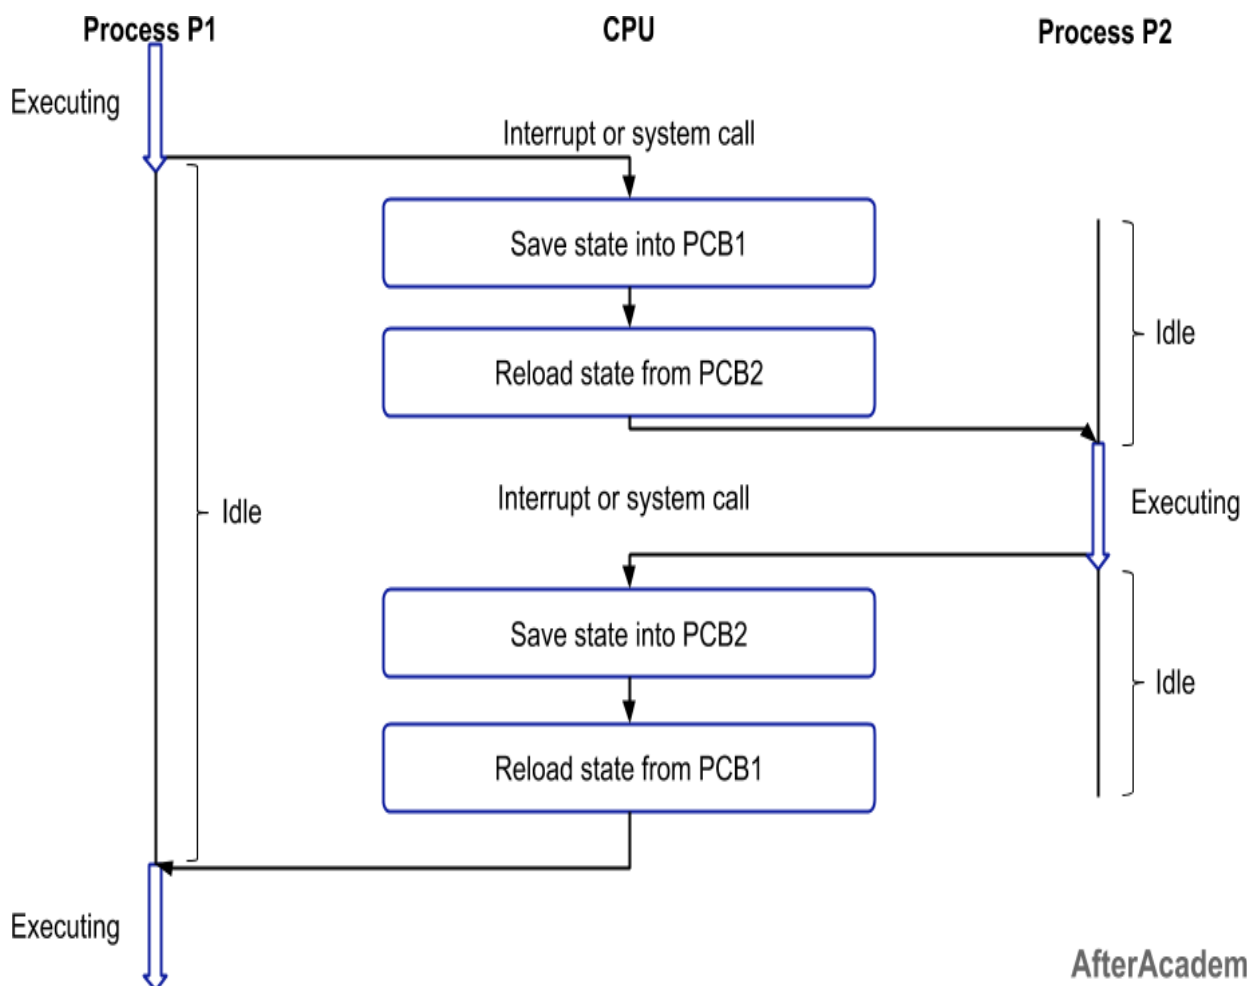 Process P1
CPU
Process P2
Executing
Interrupt or system call
Save state into PCB1
Idle
Reload state from PCB2
Interrupt or system call
Executing
Idle
Save state into PCB2
Idle
Reload state from PCB1
Executing
AfterAcadem